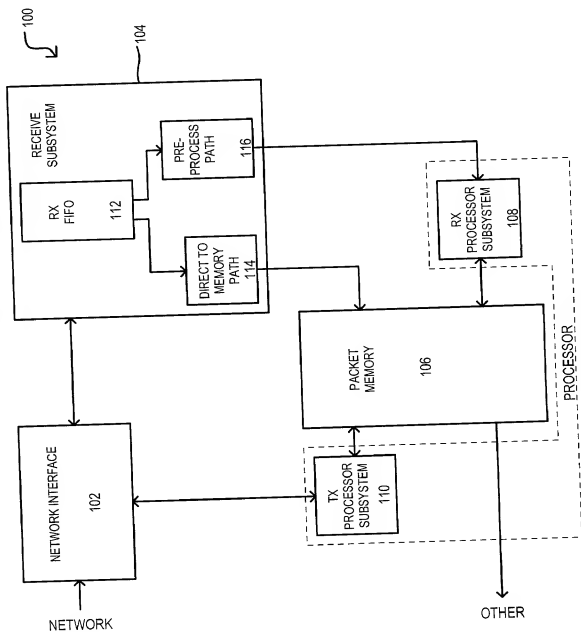 100
104
RECEIVE
SUBSYSTEM
RX
FIFO
112
PRE-
PROCESS
PATH
116
DIRECT TO
MEMORY
PATH
114
NETWORK INTERFACE
102
NETWORK
RX
PROCESSOR
SUBSYSTEM
108
PACKET
MEMORY
106
TX
PROCESSOR
SUBSYSTEM
110
PROCESSOR
OTHER